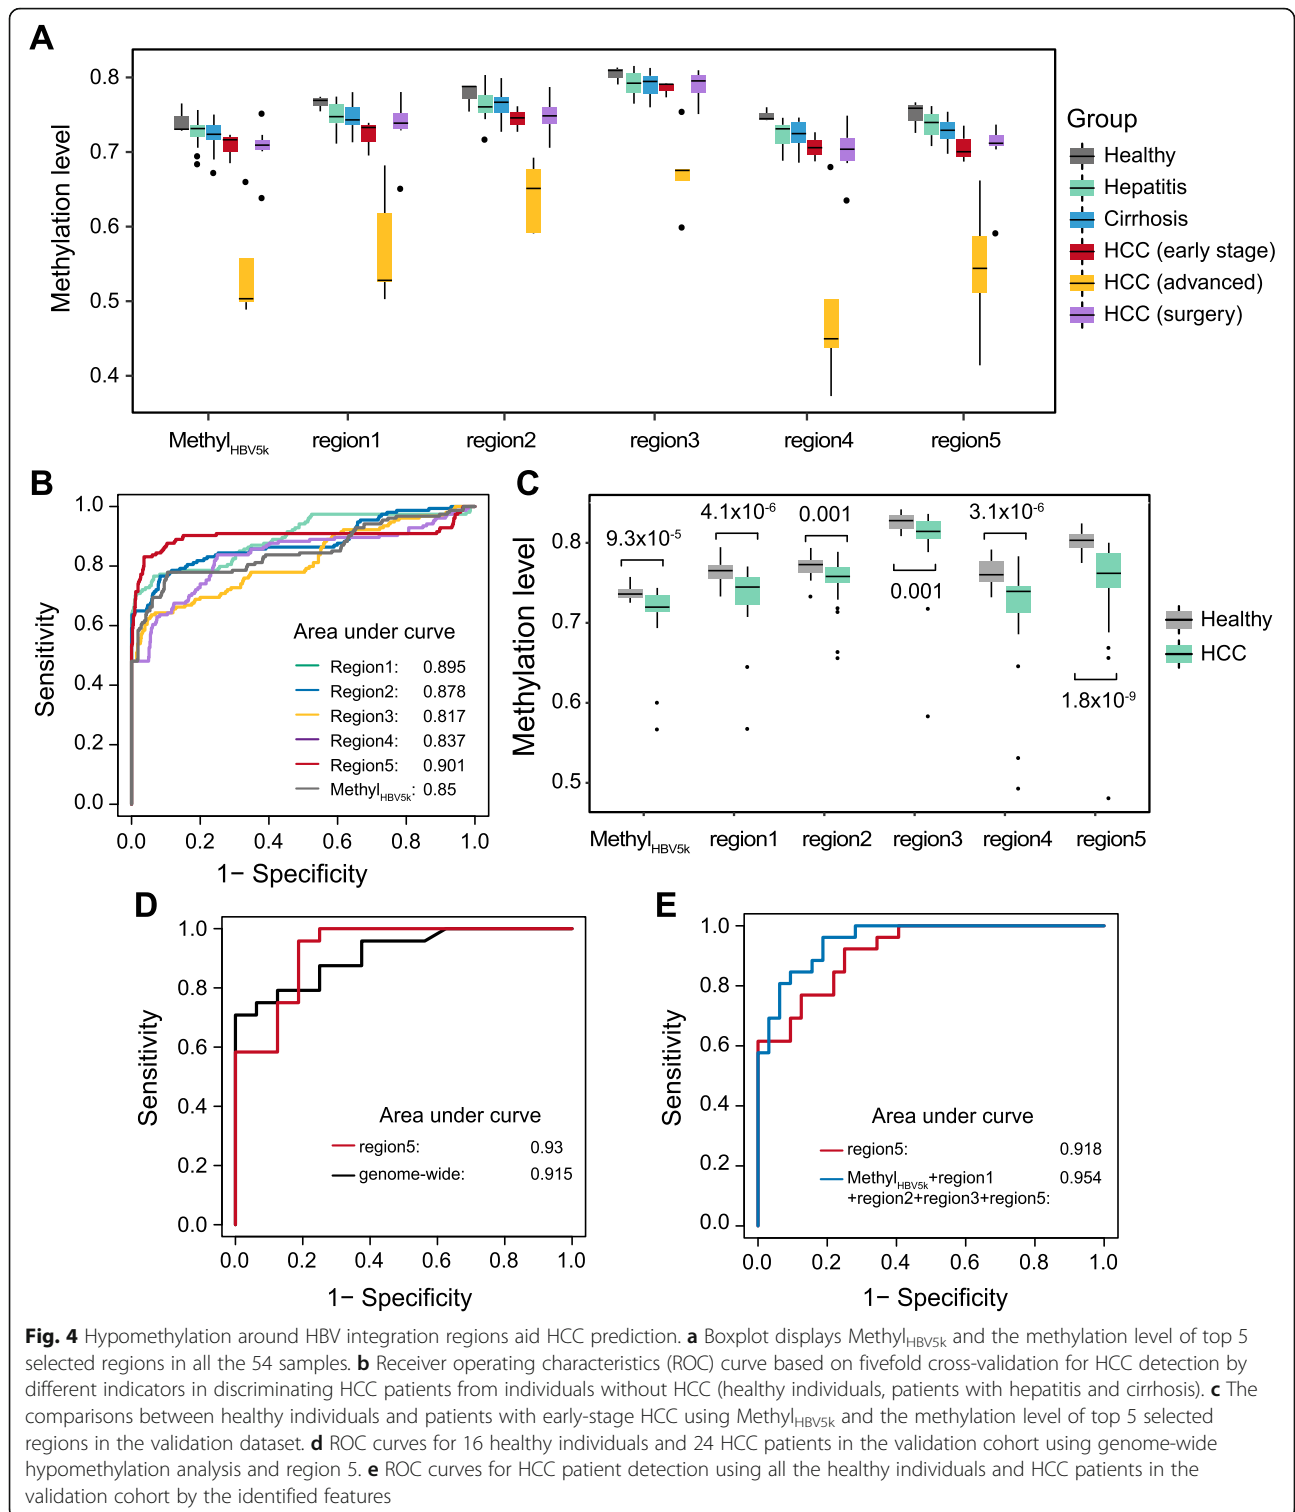 A
Methylation level
0.8
0.7
0.6
0.5
0.4
MethylHBV5k region1 region2 region3 region4 region5
Group
Healthy
Hepatitis
Cirrhosis
HCC (early stage)
HCC (advanced)
HCC (surgery)
B
Sensitivity
1.0
0.8
0.6
0.4
0.2
0.0
Area under curve
Region1: 0.895
Region2: 0.878
Region3: 0.817
Region4: 0.837
Region5: 0.901
MethylHBV5k: 0.85
0.0 0.2 0.4 0.6 0.8 1.0
1− Specificity
C
Methylation level
0.8
0.7
0.6
0.5
9.3x10-5
4.1x10-6
0.001
0.001
3.1x10-6
1.8x10-9
MethylHBV5k region1 region2 region3 region4 region5
Healthy
HCC
D
Sensitivity
1.0
0.8
0.6
0.4
0.2
0.0
Area under curve
region5: 0.93
genome-wide: 0.915
0.0 0.2 0.4 0.6 0.8 1.0
1− Specificity
E
Sensitivity
1.0
0.8
0.6
0.4
0.2
0.0
Area under curve
region5: 0.918
MethylHBV5k+region1 0.954
+region2+region3+region5:
0.0 0.2 0.4 0.6 0.8 1.0
1− Specificity
Fig. 4 Hypomethylation around HBV integration regions aid HCC prediction. a Boxplot displays MethylHBV5k and the methylation level of top 5
selected regions in all the 54 samples. b Receiver operating characteristics (ROC) curve based on fivefold cross-validation for HCC detection by
different indicators in discriminating HCC patients from individuals without HCC (healthy individuals, patients with hepatitis and cirrhosis). c The
comparisons between healthy individuals and patients with early-stage HCC using MethylHBV5k and the methylation level of top 5 selected
regions in the validation dataset. d ROC curves for 16 healthy individuals and 24 HCC patients in the validation cohort using genome-wide
hypomethylation analysis and region 5. e ROC curves for HCC patient detection using all the healthy individuals and HCC patients in the
validation cohort by the identified features